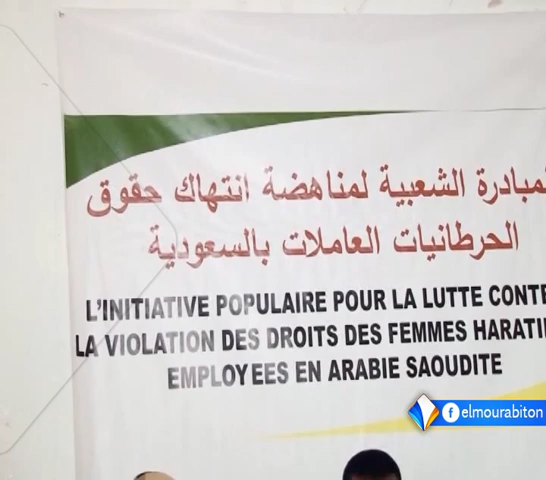 لمبادرة الشعبية لمناهضة انتهاك حقوق
الحرطانيات العاملات بالسعودية
L'INITIATIVE POPULAIRE POUR LA LUTTE CONTE
LA VIOLATION DES DROITS DES FEMMES HARATI
EMPLOYEES EN ARABIE SAOUDITE
elmourabiton